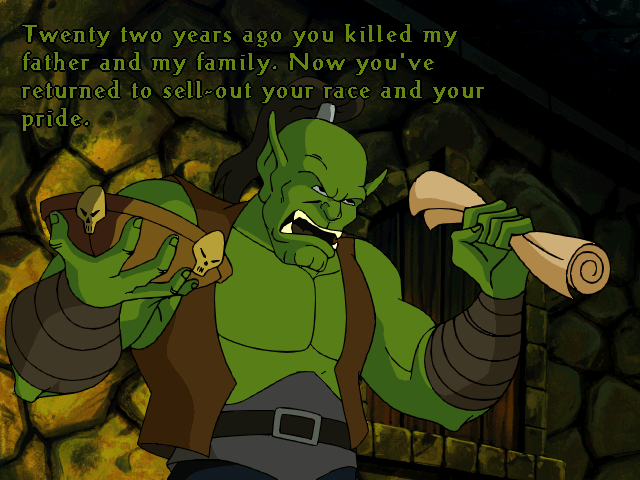 Twenty two years ago you killed my
father and my family. Now you've
returned to sell-out your race and your
pride.